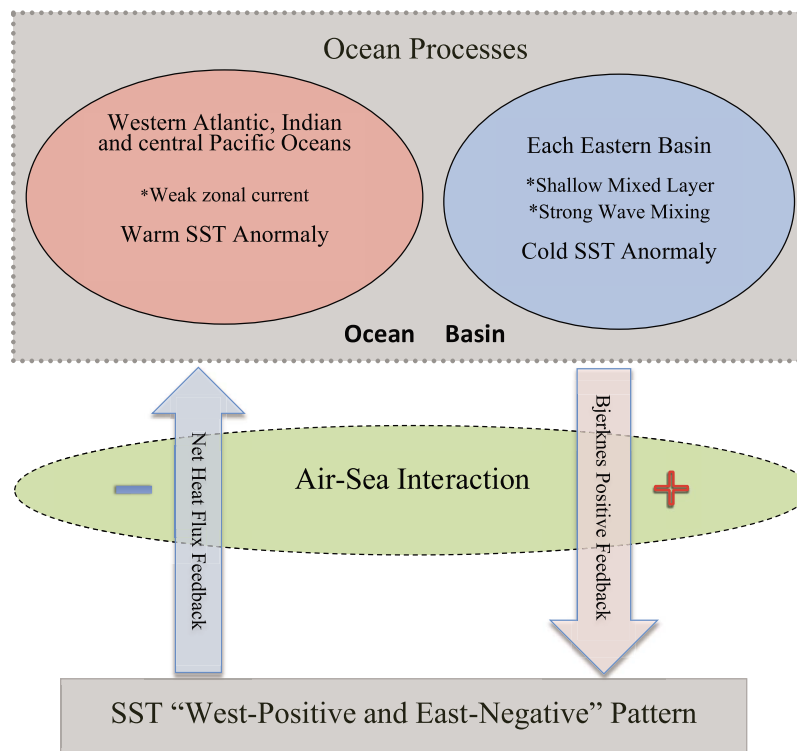 Ocean Processes
Western Atlantic, Indian
and central Pacific Oceans
*Weak zonal current
Warm SST Anormaly
Each Eastern Basin
*Shallow Mixed Layer
*Strong Wave Mixing
Cold SST Anormaly
Ocean Basin
Net Heat Flux Feedback
Bjerknes Positive Feedback
−
Air-Sea Interaction
+
SST “West-Positive and East-Negative” Pattern